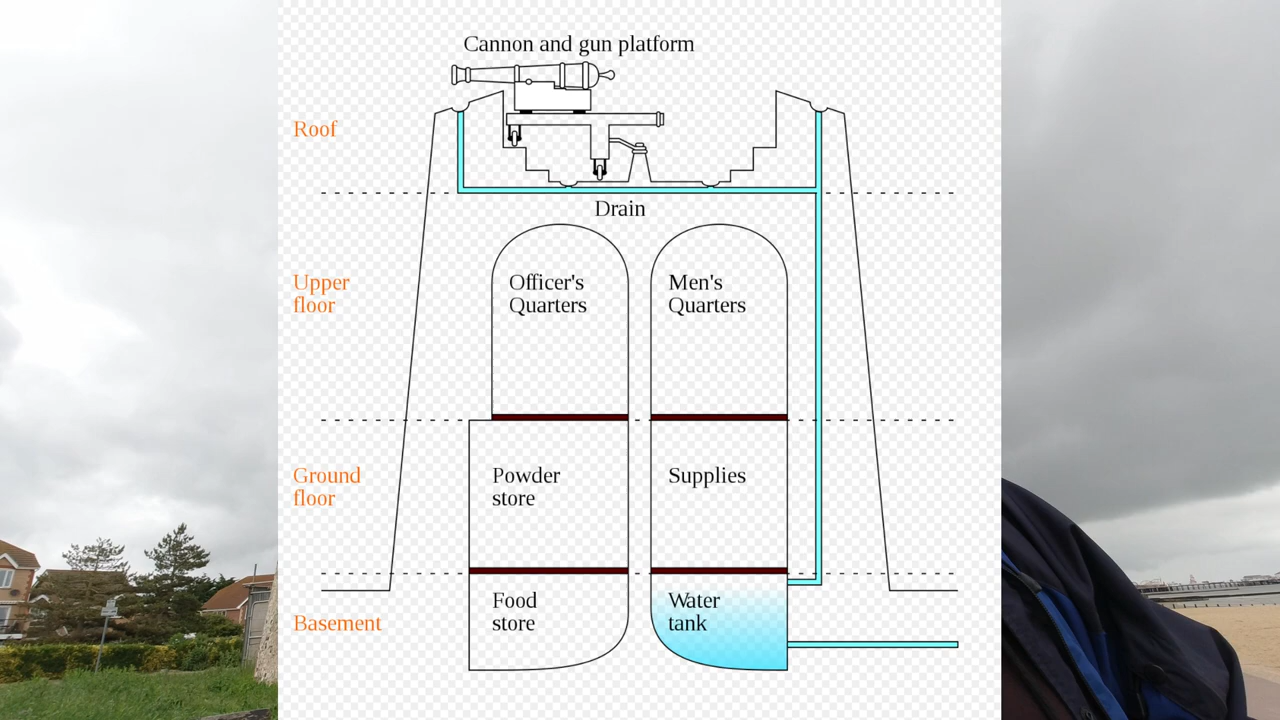 Cannon and gun platform
Roof
Drain
Upper
floor
Officer's
Quarters
Men's
Quarters
Ground
floor
Powder
store
Supplies
Basement
Food
store
Water
tank